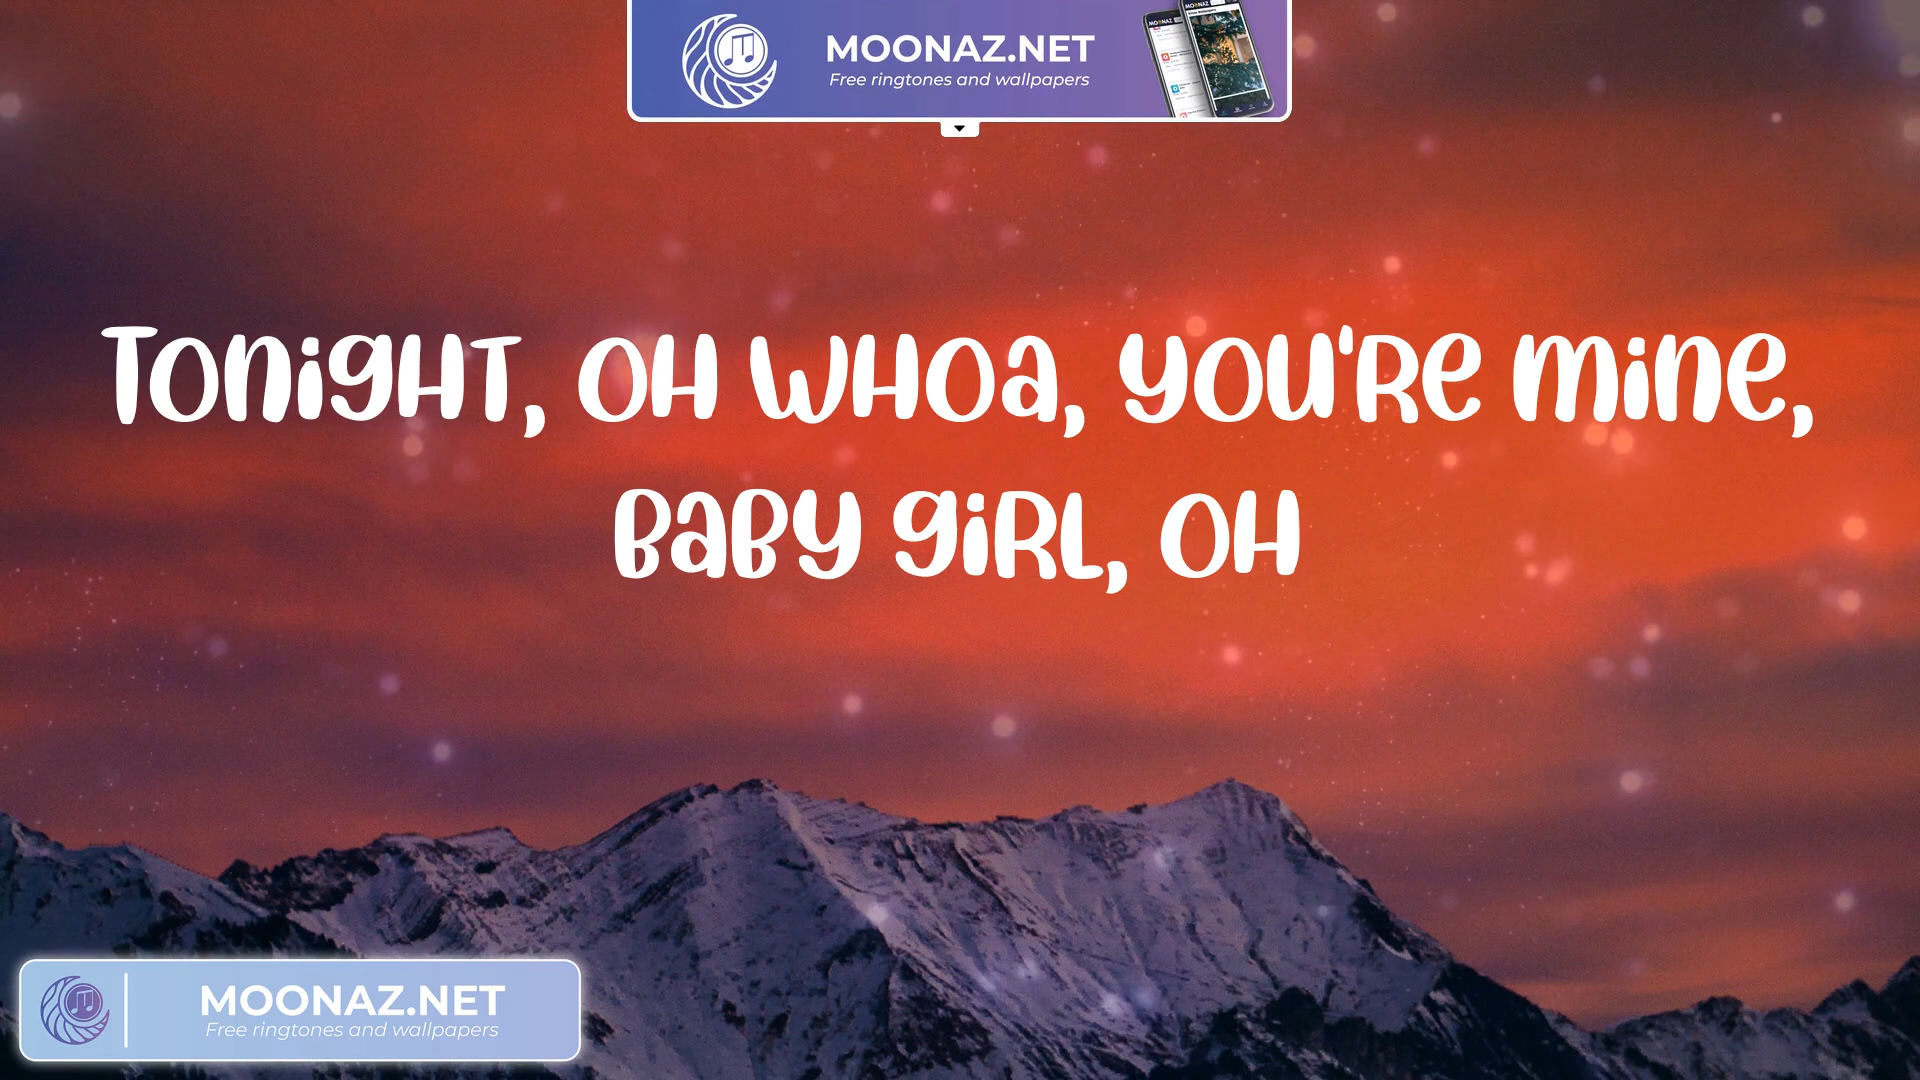 MOONAZ.NET
Free ringtones and wallpapers
Tonight, oh whoa, you're mine,
baby girl, oh
MOONAZ.NET
Free ringtones and wallpapers